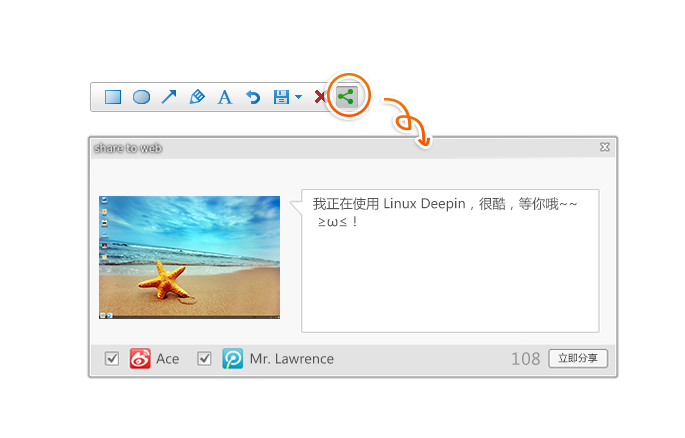 A
share to web
我正在使用 Linux Deepin，很酷，等你哦~~
≥ω≤！
Ace
Mr. Lawrence
108
立即分享